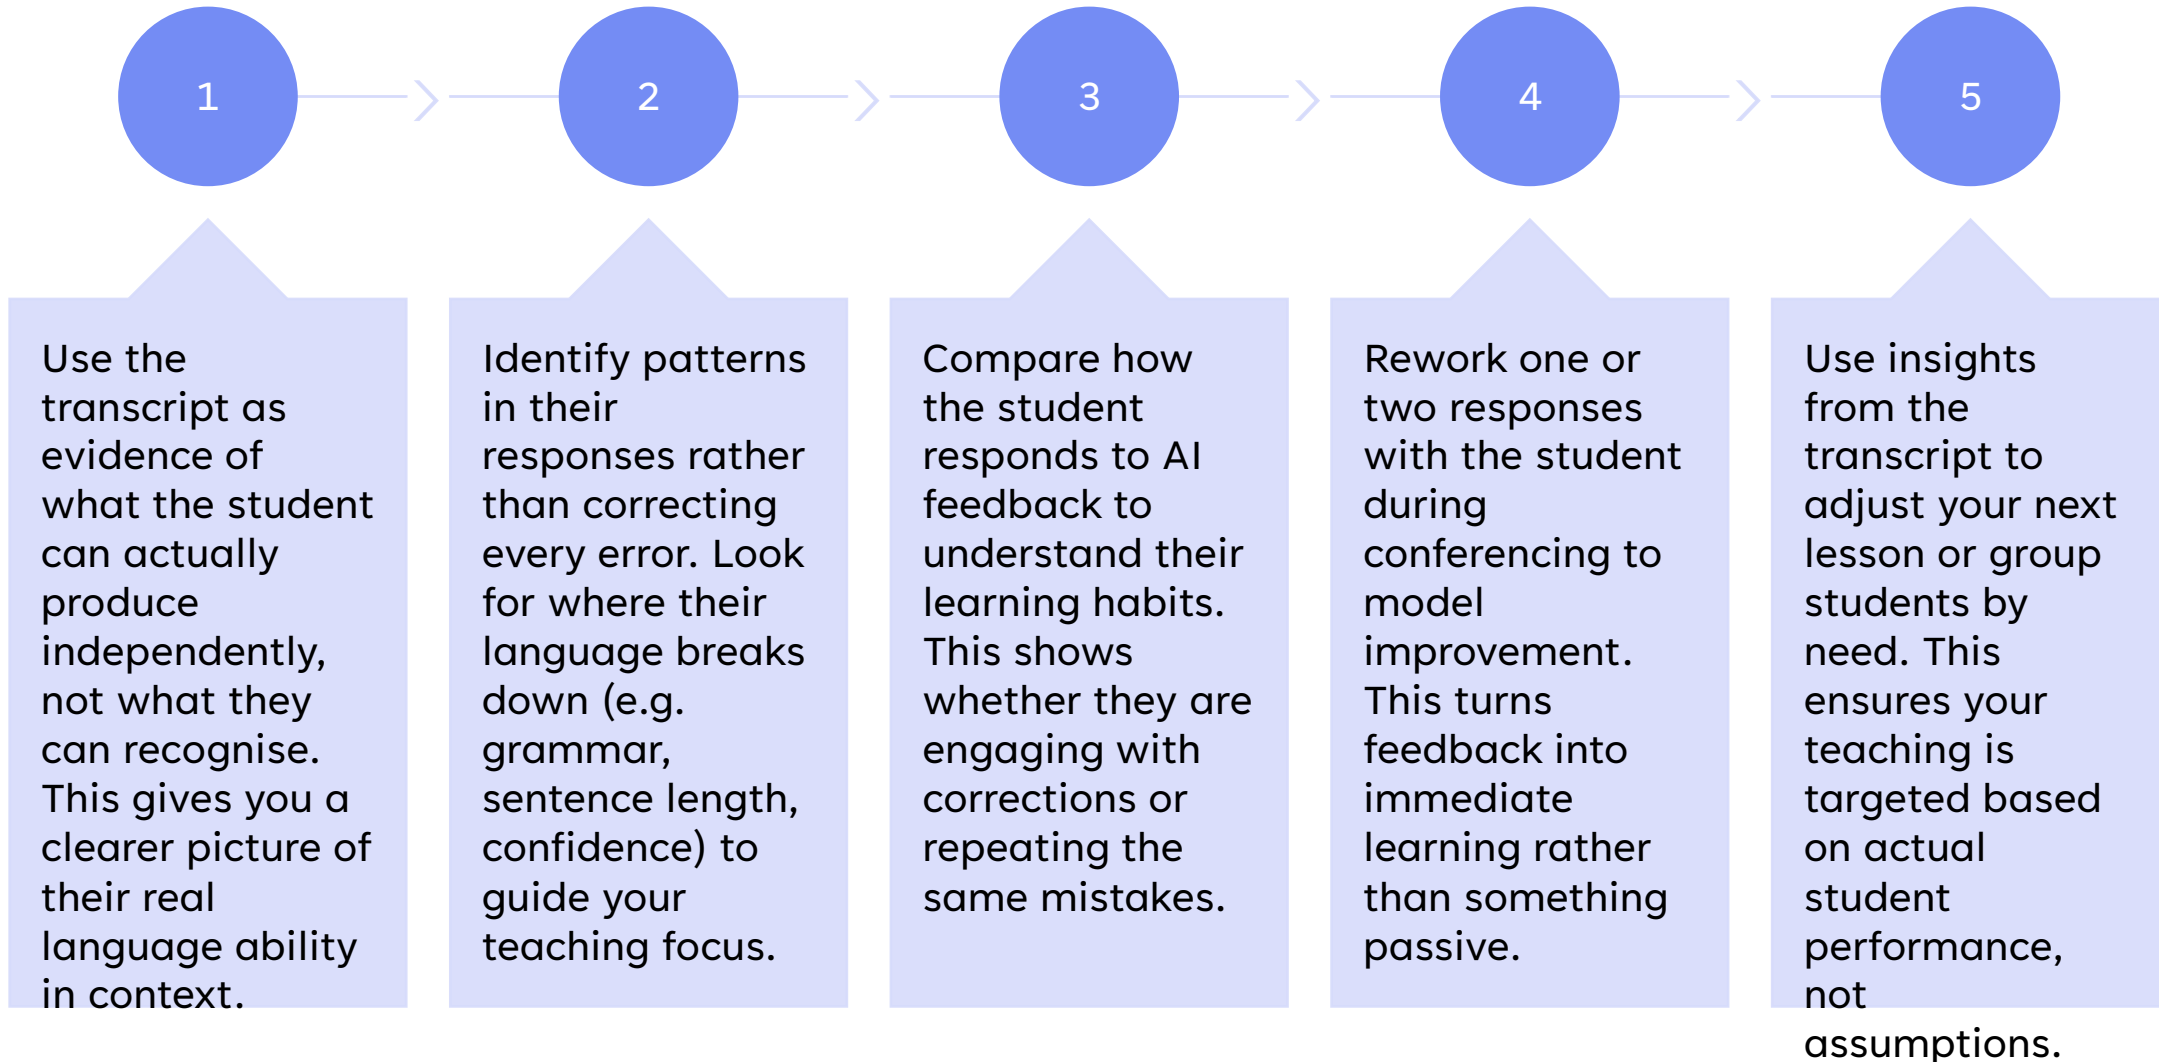 1
2
3
4
5
Use the
transcript as
evidence of
what the student
can actually
produce
independently,
not what they
can recognise.
This gives you a
clearer picture of
their real
language ability
in context.
Identify patterns
in their
responses rather
than correcting
every error. Look
for where their
language breaks
down (e.g.
grammar,
sentence length,
confidence) to
guide your
teaching focus.
Compare how
the student
responds to AI
feedback to
understand their
learning habits.
This shows
whether they are
engaging with
corrections or
repeating the
same mistakes.
Rework one or
two responses
with the student
during
conferencing to
model
improvement.
This turns
feedback into
immediate
learning rather
than something
passive.
Use insights
from the
transcript to
adjust your next
lesson or group
students by
need. This
ensures your
teaching is
targeted based
on actual
student
performance,
not
assumptions.